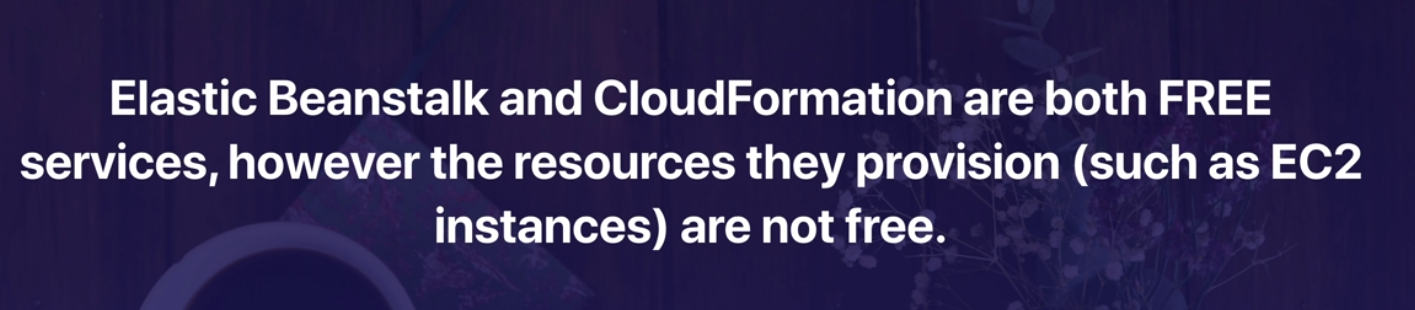 Elastic Beanstalk and CloudFormation are both FREE
services, however the resources they provision (such as EC2
instances) are not free.